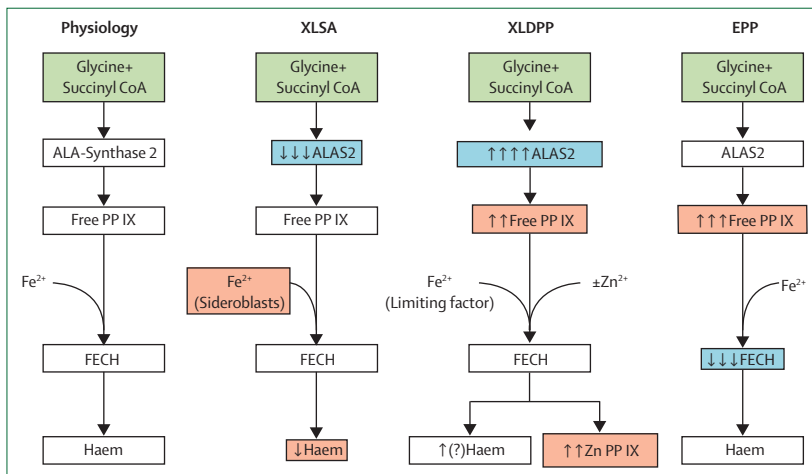 Physiology
XLSA
XLDPP
EPP
Glycine+
Succinyl CoA
Glycine+
Succinyl CoA
Glycine+
Succinyl CoA
Glycine+
Succinyl CoA
ALA-Synthase 2
↓↓↓ALAS2
↑↑↑↑ALAS2
ALAS2
Free PP IX
Free PP IX
↑↑Free PP IX
↑↑↑Free PP IX
Fe²⁺
Fe²⁺
(Sideroblasts)
Fe²⁺
(Limiting factor)
±Zn²⁺
Fe²⁺
FECH
FECH
FECH
↓↓↓FECH
Haem
↓Haem
↑(?)Haem
↑↑Zn PP IX
Haem